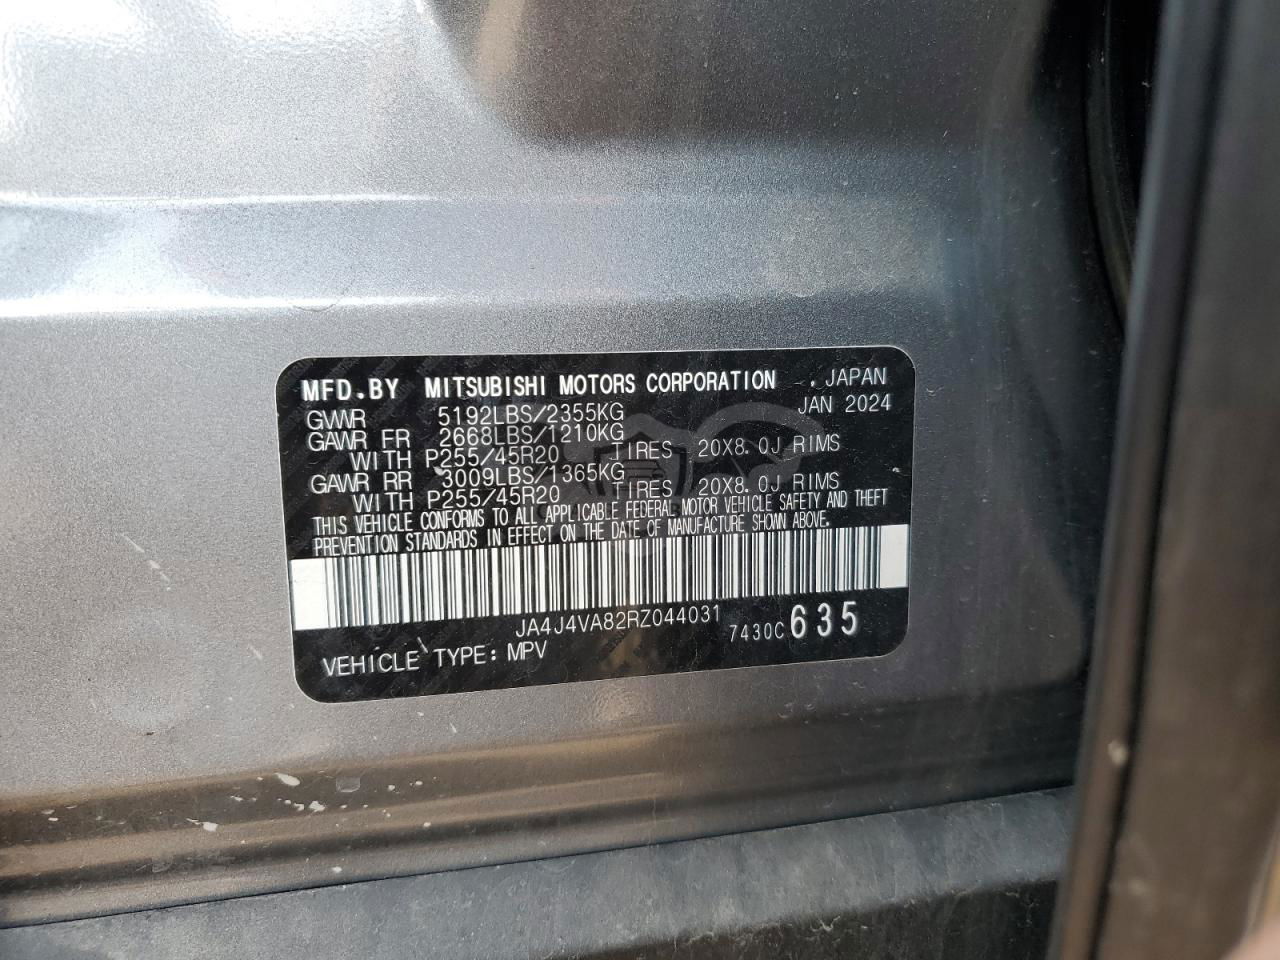 MFD.BY MITSUBISHI MOTORS CORPORATION . JAPAN
GVWR 5192LBS/2355KG JAN 2024
GAWR FR 2668LBS/1210KG
WITH P255/45R20 TIRES 20X8.0J RIMS
GAWR RR 3009LBS/1365KG
WITH P255/45R20 TIRES 20X8.0J RIMS
THIS VEHICLE CONFORMS TO ALL APPLICABLE FEDERAL MOTOR VEHICLE SAFETY AND THEFT
PREVENTION STANDARDS IN EFFECT ON THE DATE OF MANUFACTURE SHOWN ABOVE.
JA4J4VA82RZ044031 7430C 635
VEHICLE TYPE: MPV